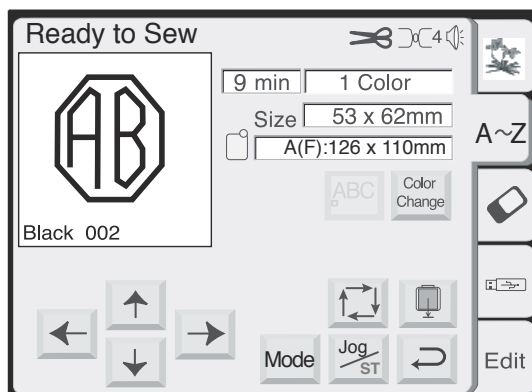 Ready to Sew
4
9 min
1 Color
Size
53 x 62mm
A(F):126 x 110mm
AB
Black 002
ABC
Color
Change
Mode
Jog
ST
A~Z
Edit